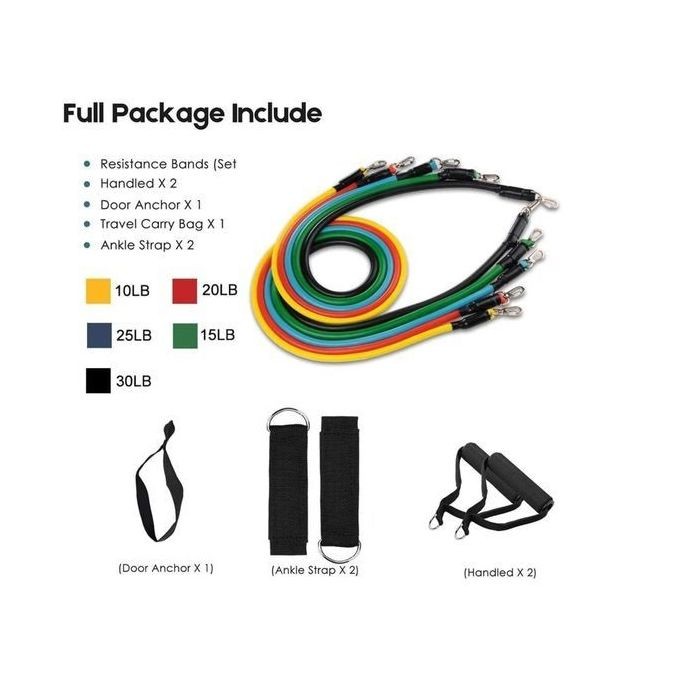 Full Package Include
Resistance Bands (Set
Handled X 2
Door Anchor X 1
Travel Carry Bag X 1
Ankle Strap X 2
10LB
20LB
25LB
15LB
30LB
(Door Anchor X 1)
(Ankle Strap X 2)
(Handled X 2)